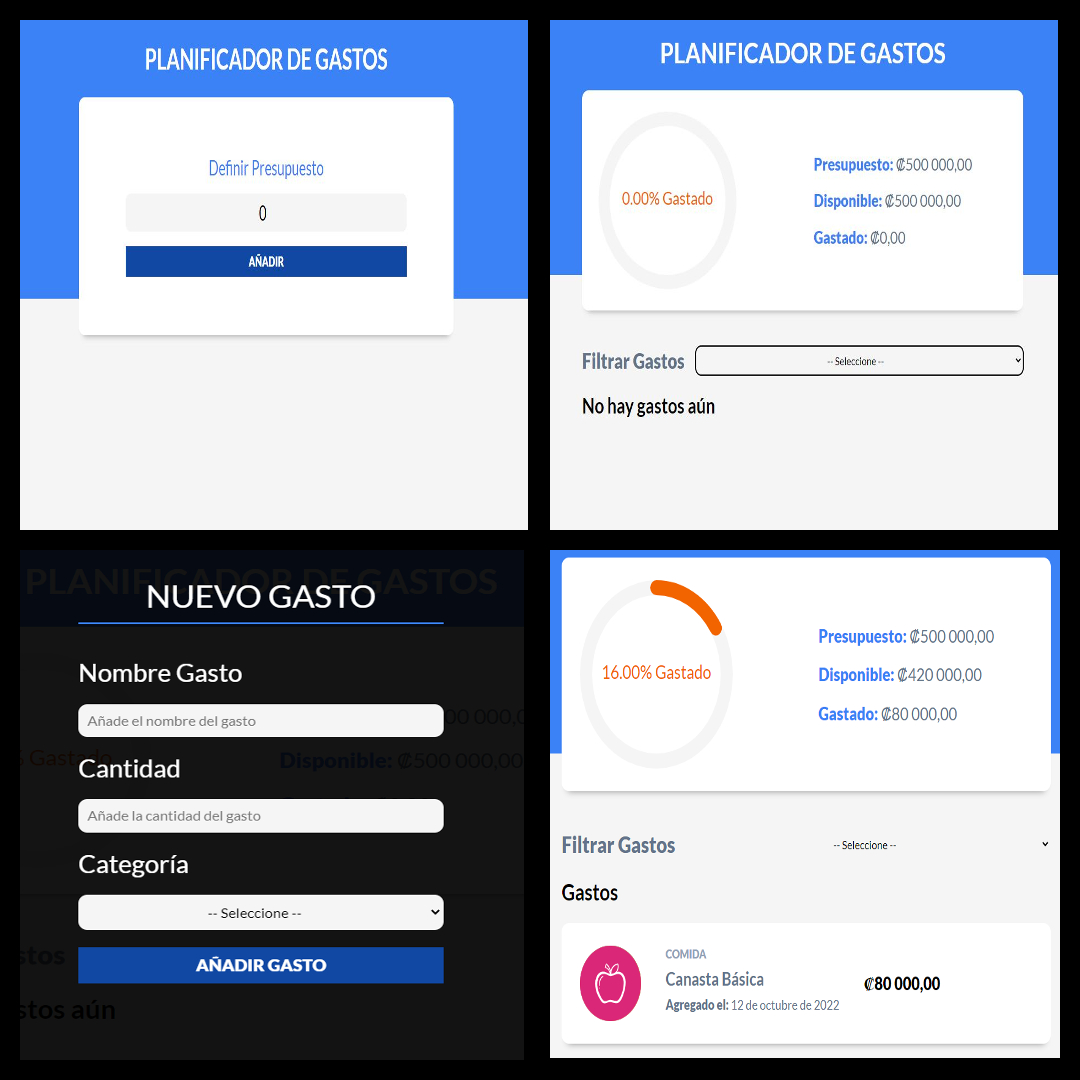 PLANIFICADOR DE GASTOS
Definir Presupuesto
0
AÑADIR
PLANIFICADOR DE GASTOS
0.00% Gastado
Presupuesto: ₡500 000,00
Disponible: ₡500 000,00
Gastado: ₡0,00
Filtrar Gastos
-- Seleccione --
No hay gastos aún
PLANIFICADOR DE GASTOS
NUEVO GASTO
Nombre Gasto
Añade el nombre del gasto
00 000,0
% Gastado
Cantidad
Disponible: ₡500 000,00
Añade la cantidad del gasto
Categoría
-- Seleccione --
stos
AÑADIR GASTO
stos aún
16.00% Gastado
Presupuesto: ₡500 000,00
Disponible: ₡420 000,00
Gastado: ₡80 000,00
Filtrar Gastos
-- Seleccione --
Gastos
COMIDA
Canasta Básica
Agregado el: 12 de octubre de 2022
₡80 000,00